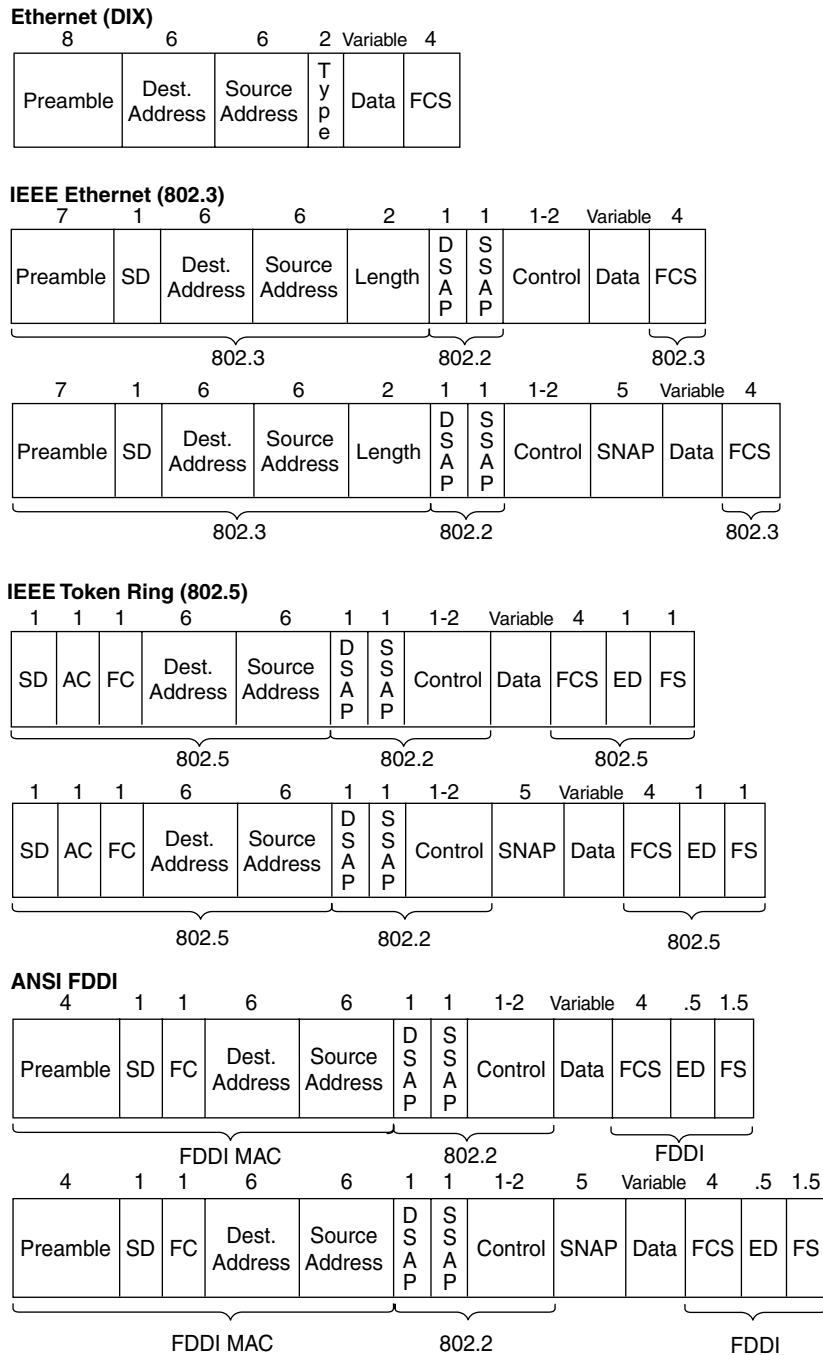 Ethernet (DIX)
8 6 6 2 Variable 4
Preamble Dest. Address Source Address Type Data FCS
IEEE Ethernet (802.3)
7 1 6 6 2 1 1 1-2 Variable 4
Preamble SD Dest. Address Source Address Length DSAP SSAP Control Data FCS
802.3 802.2 802.3
7 1 6 6 2 1 1 1-2 5 Variable 4
Preamble SD Dest. Address Source Address Length DSAP SSAP Control SNAP Data FCS
802.3 802.2 802.3
IEEE Token Ring (802.5)
1 1 1 6 6 1 1 1-2 Variable 4 1 1
SD AC FC Dest. Address Source Address DSAP SSAP Control Data FCS ED FS
802.5 802.2 802.5
1 1 1 6 6 1 1 1-2 5 Variable 4 1 1
SD AC FC Dest. Address Source Address DSAP SSAP Control SNAP Data FCS ED FS
802.5 802.2 802.5
ANSI FDDI
4 1 1 6 6 1 1 1-2 Variable 4 .5 1.5
Preamble SD FC Dest. Address Source Address DSAP SSAP Control Data FCS ED FS
FDDI MAC 802.2 FDDI
4 1 1 6 6 1 1 1-2 5 Variable 4 .5 1.5
Preamble SD FC Dest. Address Source Address DSAP SSAP Control SNAP Data FCS ED FS
FDDI MAC 802.2 FDDI